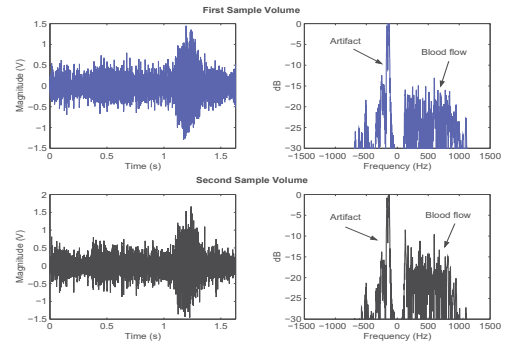 First Sample Volume
Magnitude (V)
1.5
1
0.5
0
−0.5
−1
−1.5
0 0.5 1 1.5
Time (s)
dB
0
−5
−10
−15
−20
−25
−30
Artifact
Blood flow
−1500 −1000 −500 0 500 1000 1500
Frequency (Hz)
Second Sample Volume
Magnitude (V)
2
1.5
1
0.5
0
−0.5
−1
−1.5
0 0.5 1 1.5
Time (s)
dB
0
−5
−10
−15
−20
−25
−30
Artifact
Blood flow
−1500 −1000 −500 0 500 1000 1500
Frequency (Hz)